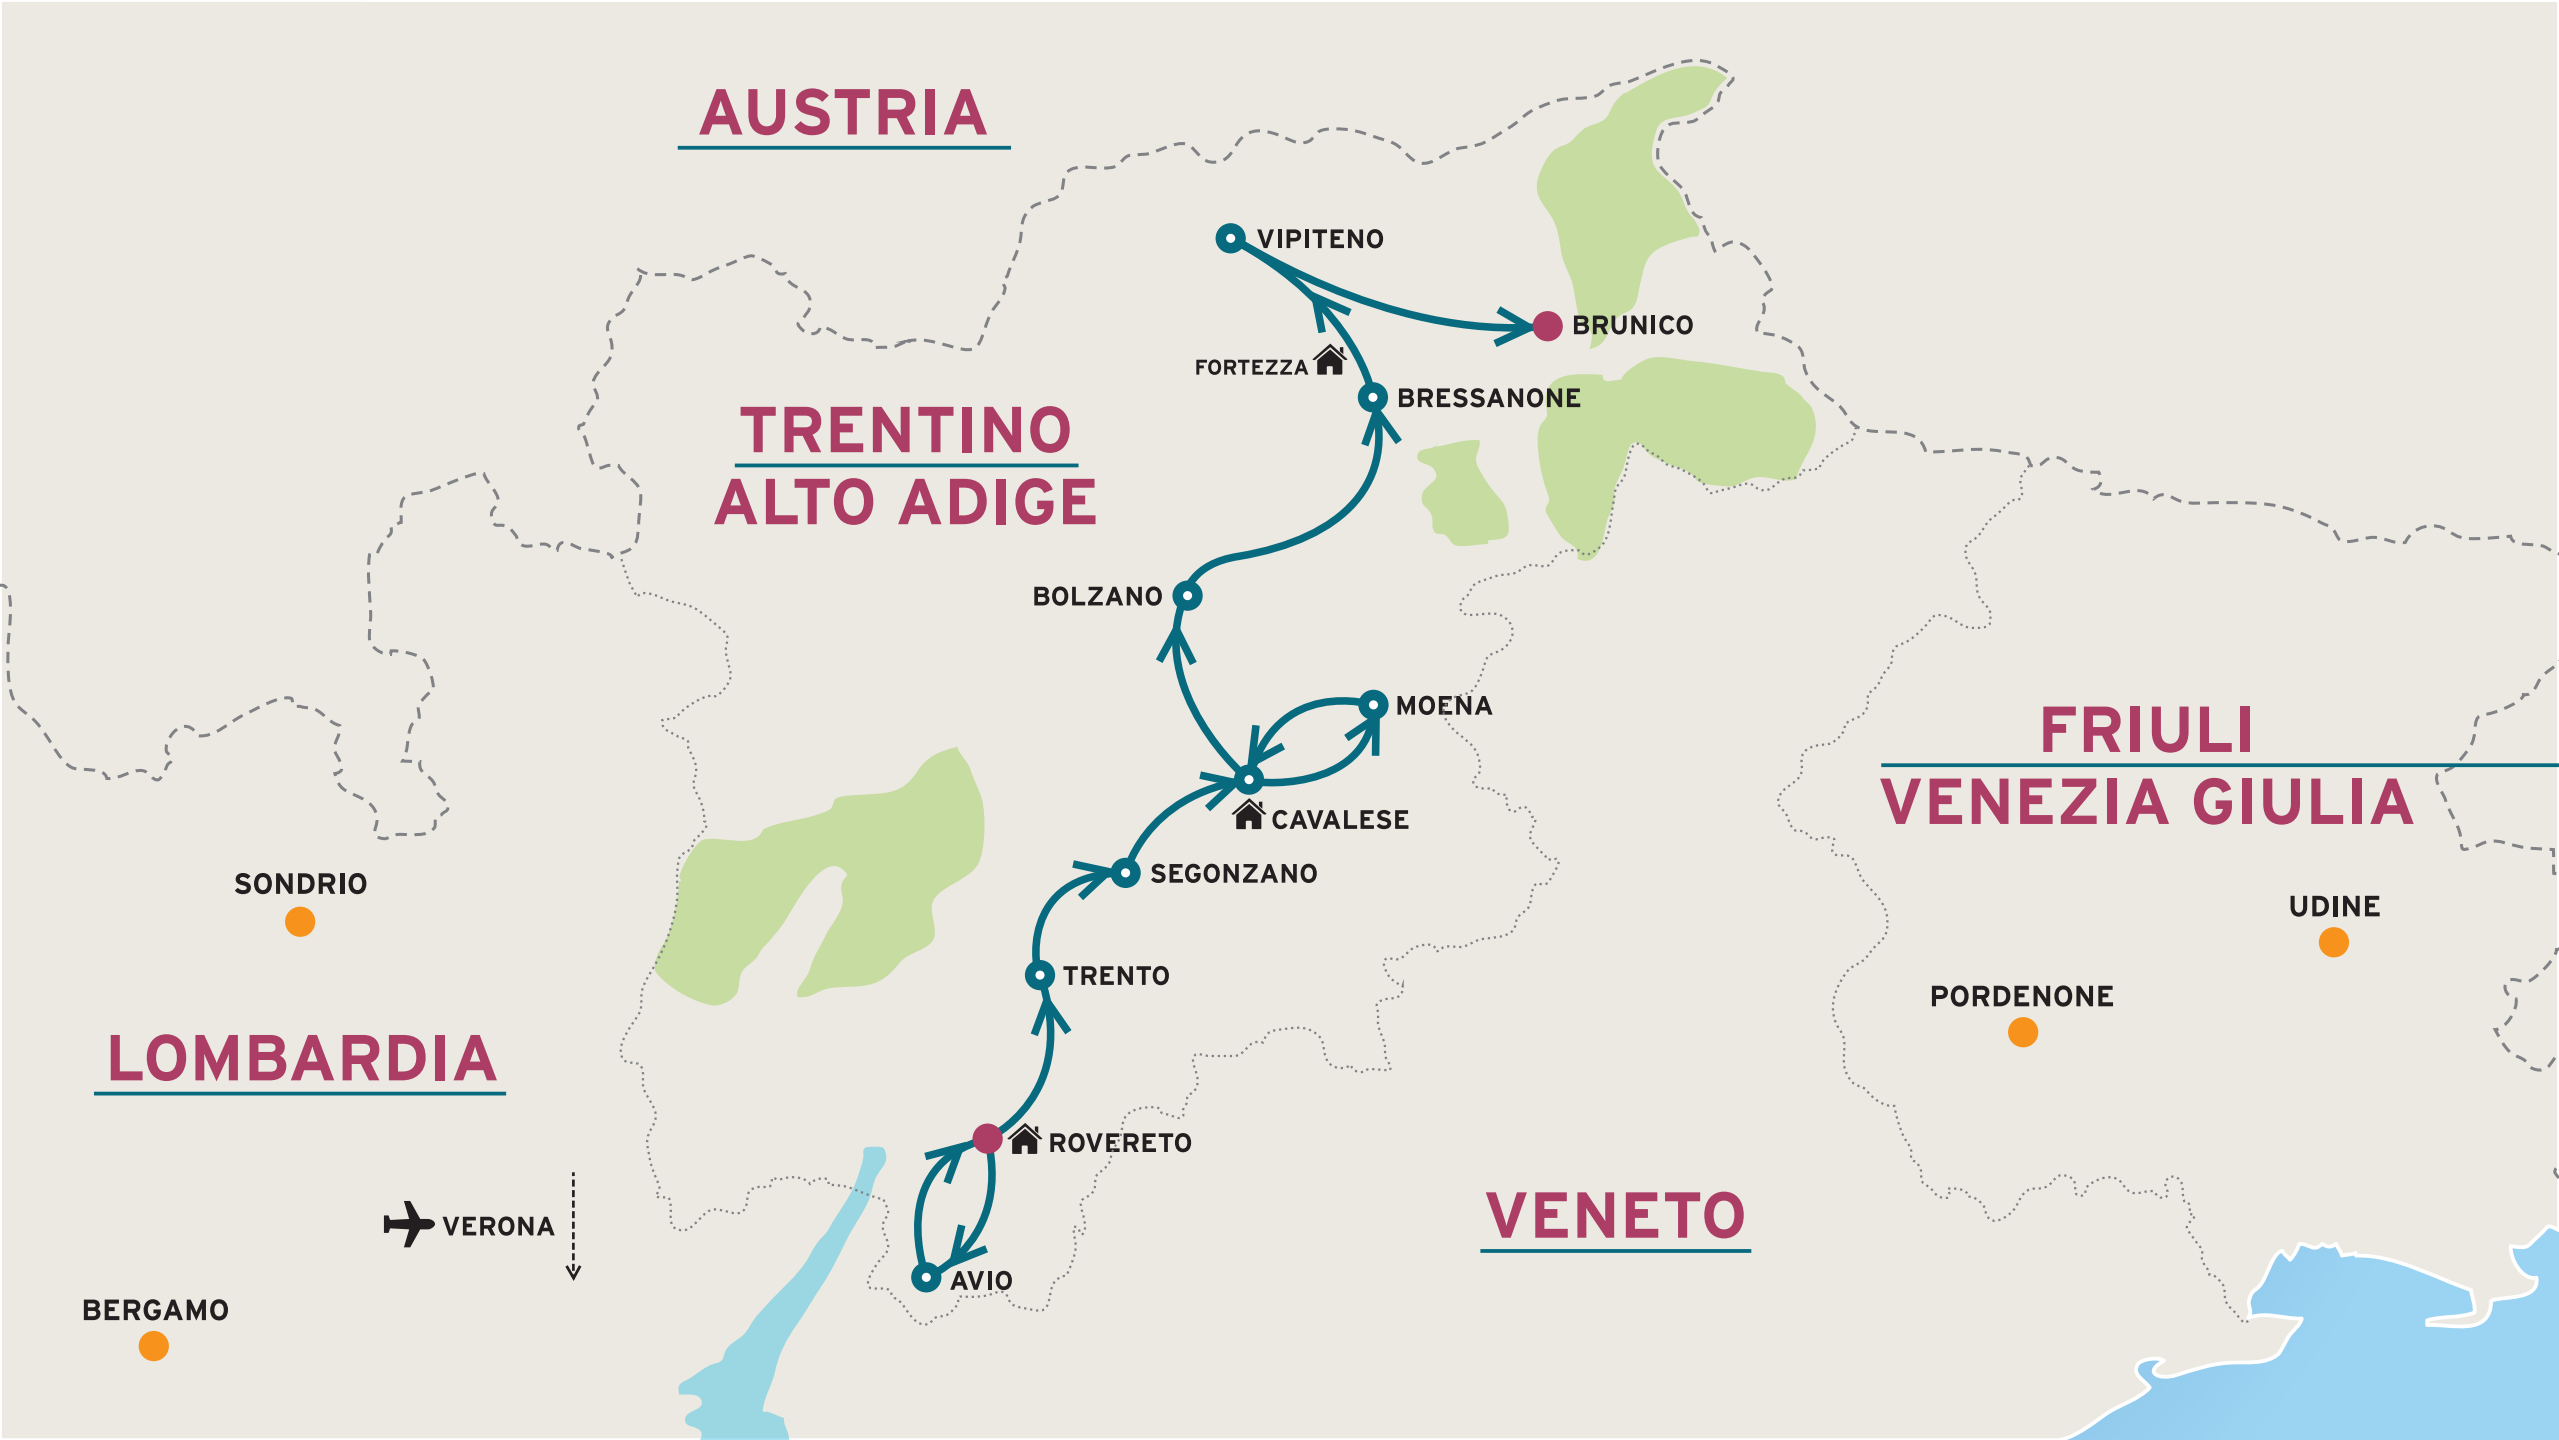 AUSTRIA
VIPITENO
BRUNICO
FORTEZZA
BRESSANONE
TRENTINO
ALTO ADIGE
BOLZANO
MOENA
FRIULI
VENEZIA GIULIA
CAVALESE
SEGONZANO
SONDRIO
UDINE
TRENTO
PORDENONE
LOMBARDIA
ROVERETO
VENETO
VERONA
AVIO
BERGAMO